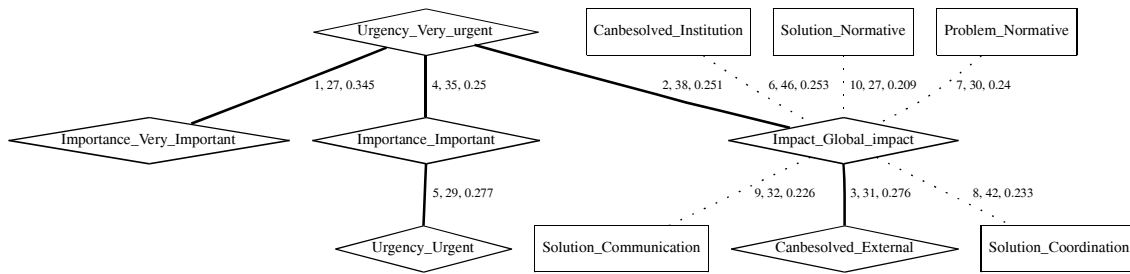 Urgency_Very_urgent
Canbesolved_Institution
Solution_Normative
Problem_Normative
1, 27, 0.345
4, 35, 0.25
2, 38, 0.251
6, 46, 0.253
10, 27, 0.209
7, 30, 0.24
Importance_Very_Important
Importance_Important
Impact_Global_impact
5, 29, 0.277
9, 32, 0.226
3, 31, 0.276
8, 42, 0.233
Urgency_Urgent
Solution_Communication
Canbesolved_External
Solution_Coordination